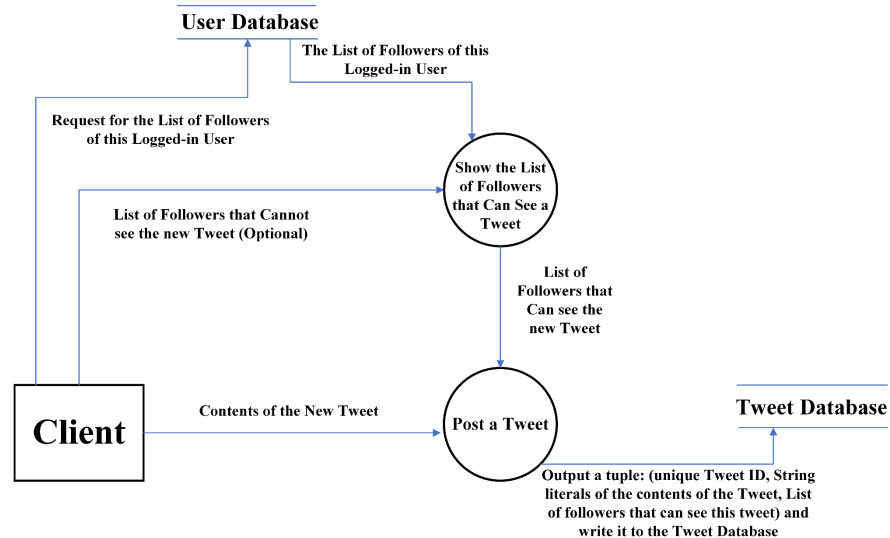 User Database
The List of Followers of this
Logged-in User
Request for the List of Followers
of this Logged-in User
Show the List
of Followers
that Can See a
Tweet
List of Followers that Cannot
see the new Tweet (Optional)
List of
Followers that
Can see the
new Tweet
Client
Contents of the New Tweet
Post a Tweet
Tweet Database
Output a tuple: (unique Tweet ID, String
literals of the contents of the Tweet, List
of followers that can see this tweet) and
write it to the Tweet Database